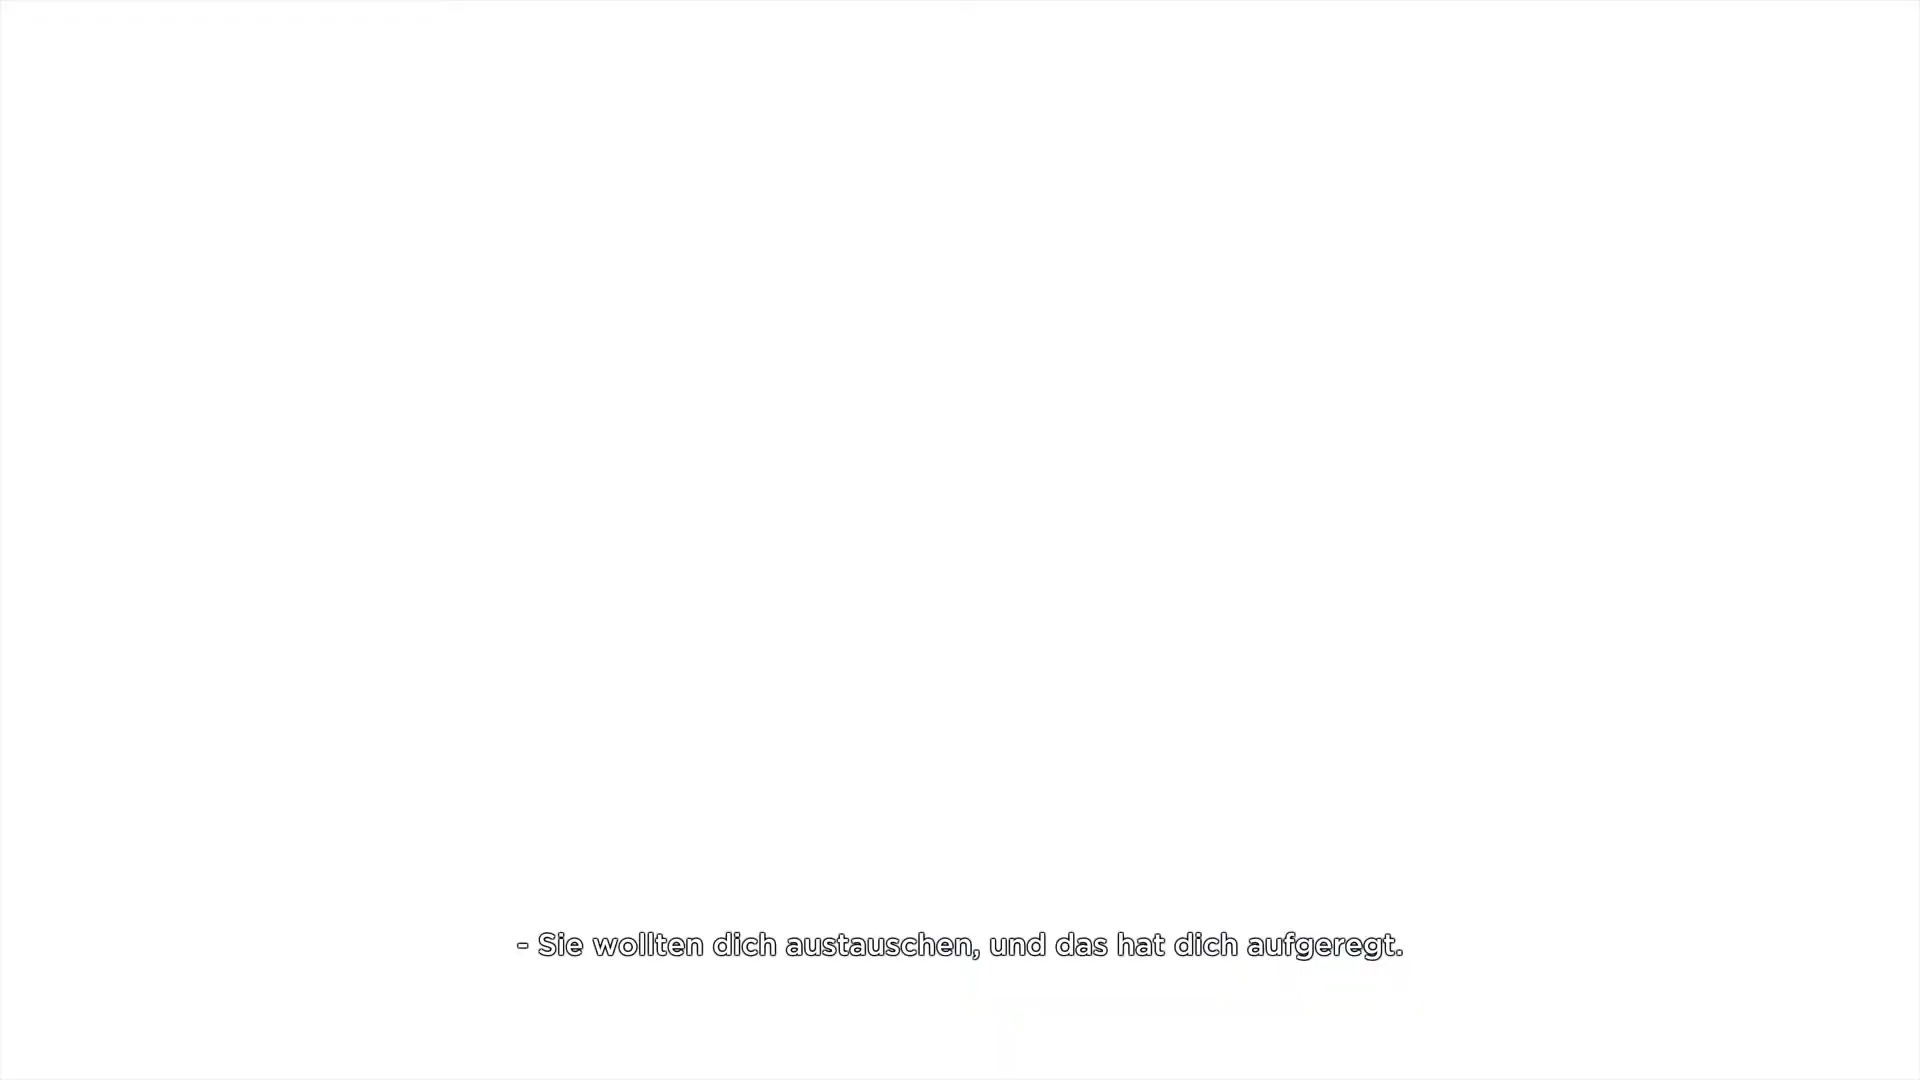 - Sie wollten dich austauschen, und das hat dich aufgeregt.